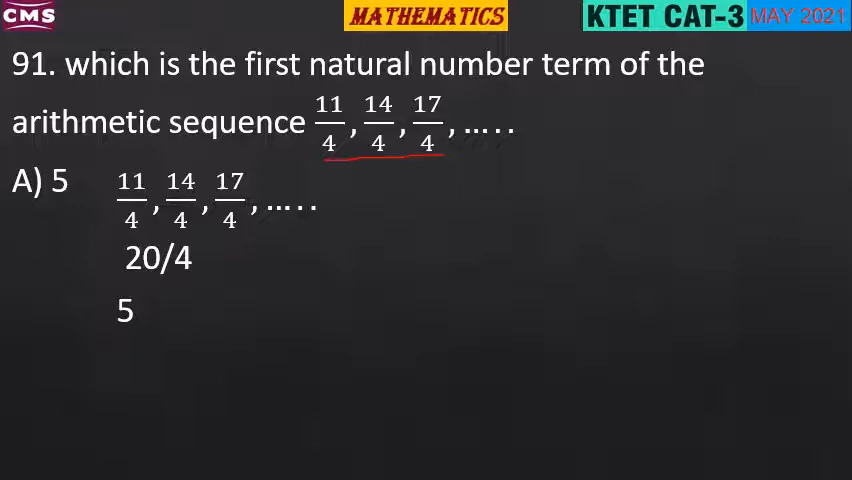 CMS MATHEMATICS KTET CAT-3 MAY 2021
91. which is the first natural number term of the
arithmetic sequence 11/4, 14/4, 17/4, .....
A) 5 11/4, 14/4, 17/4, .....
20/4
5